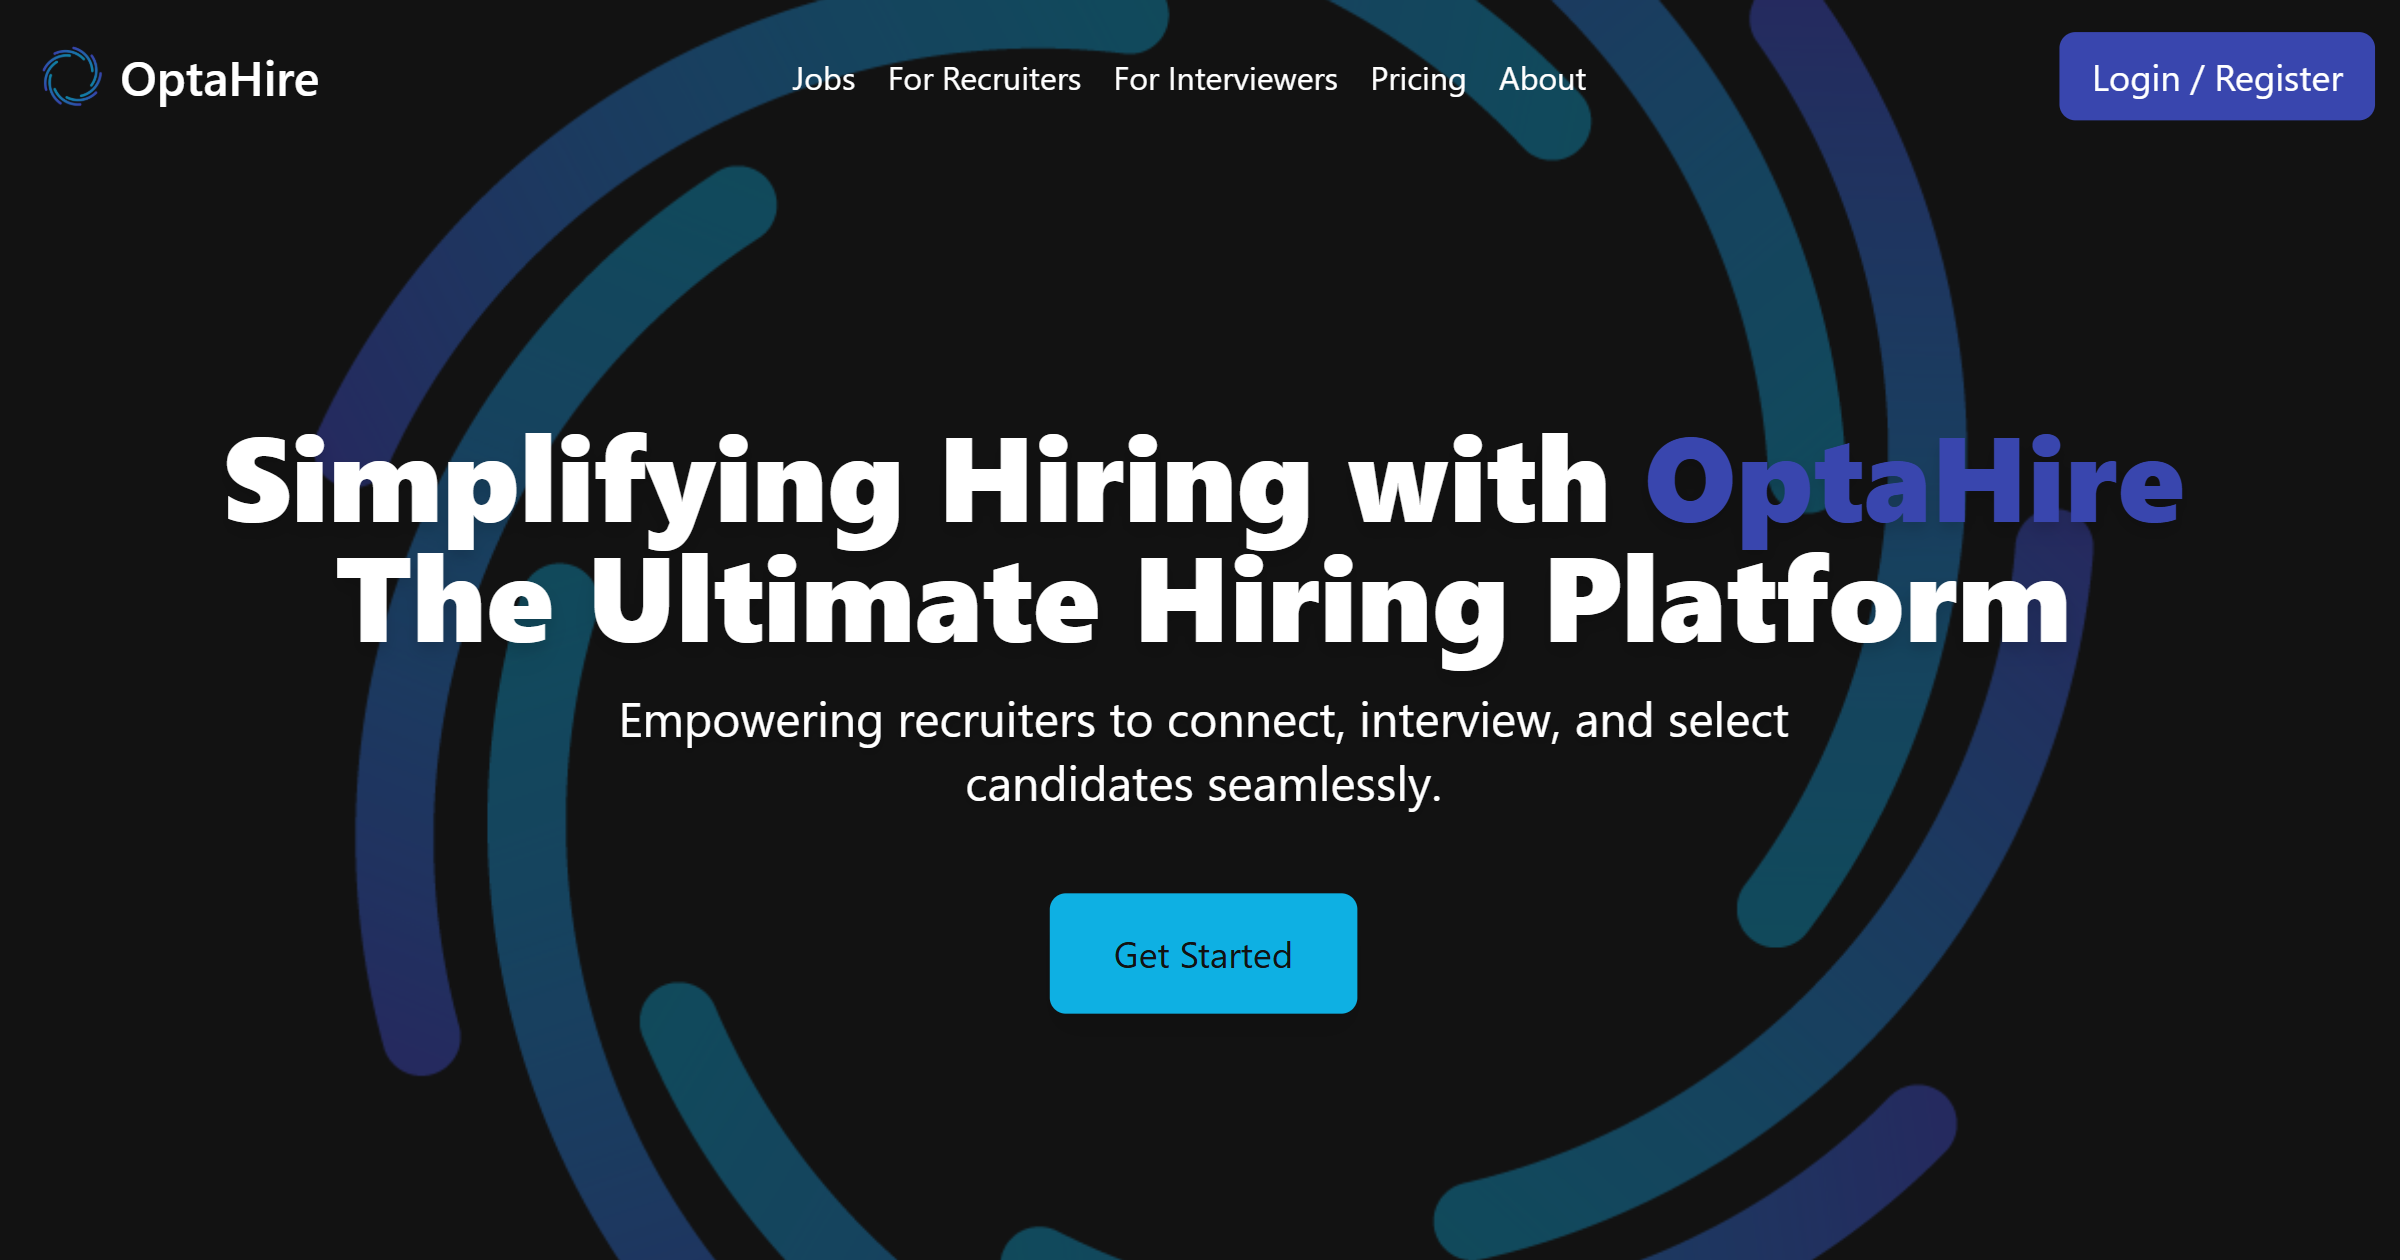 OptaHire
Jobs For Recruiters For Interviewers Pricing About
Login / Register
Simplifying Hiring with OptaHire
The Ultimate Hiring Platform
Empowering recruiters to connect, interview, and select
candidates seamlessly.
Get Started